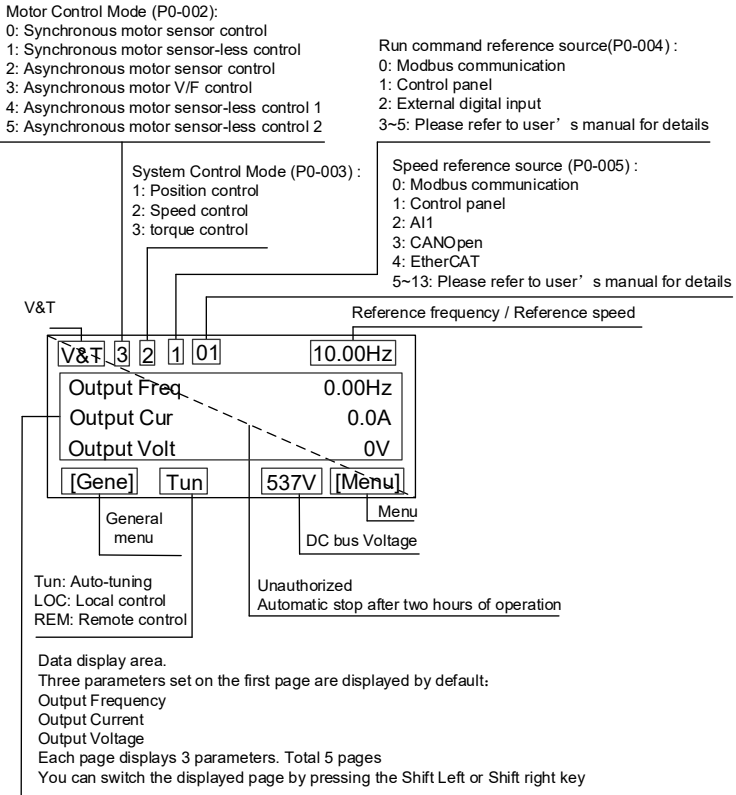 Motor Control Mode (P0-002):
0: Synchronous motor sensor control
1: Synchronous motor sensor-less control
2: Asynchronous motor sensor control
3: Asynchronous motor V/F control
4: Asynchronous motor sensor-less control 1
5: Asynchronous motor sensor-less control 2
Run command reference source(P0-004) :
0: Modbus communication
1: Control panel
2: External digital input
3~5: Please refer to user’ s manual for details
System Control Mode (P0-003) :
1: Position control
2: Speed control
3: torque control
Speed reference source (P0-005) :
0: Modbus communication
1: Control panel
2: AI1
3: CANOpen
4: EtherCAT
5~13: Please refer to user’ s manual for details
V&T
Reference frequency / Reference speed
V&T 3 2 1 01 10.00Hz
Output Freq 0.00Hz
Output Cur 0.0A
Output Volt 0V
[Gene] Tun 537V [Menu]
General
menu
Menu
DC bus Voltage
Tun: Auto-tuning
LOC: Local control
REM: Remote control
Unauthorized
Automatic stop after two hours of operation
Data display area.
Three parameters set on the first page are displayed by default:
Output Frequency
Output Current
Output Voltage
Each page displays 3 parameters. Total 5 pages
You can switch the displayed page by pressing the Shift Left or Shift right key